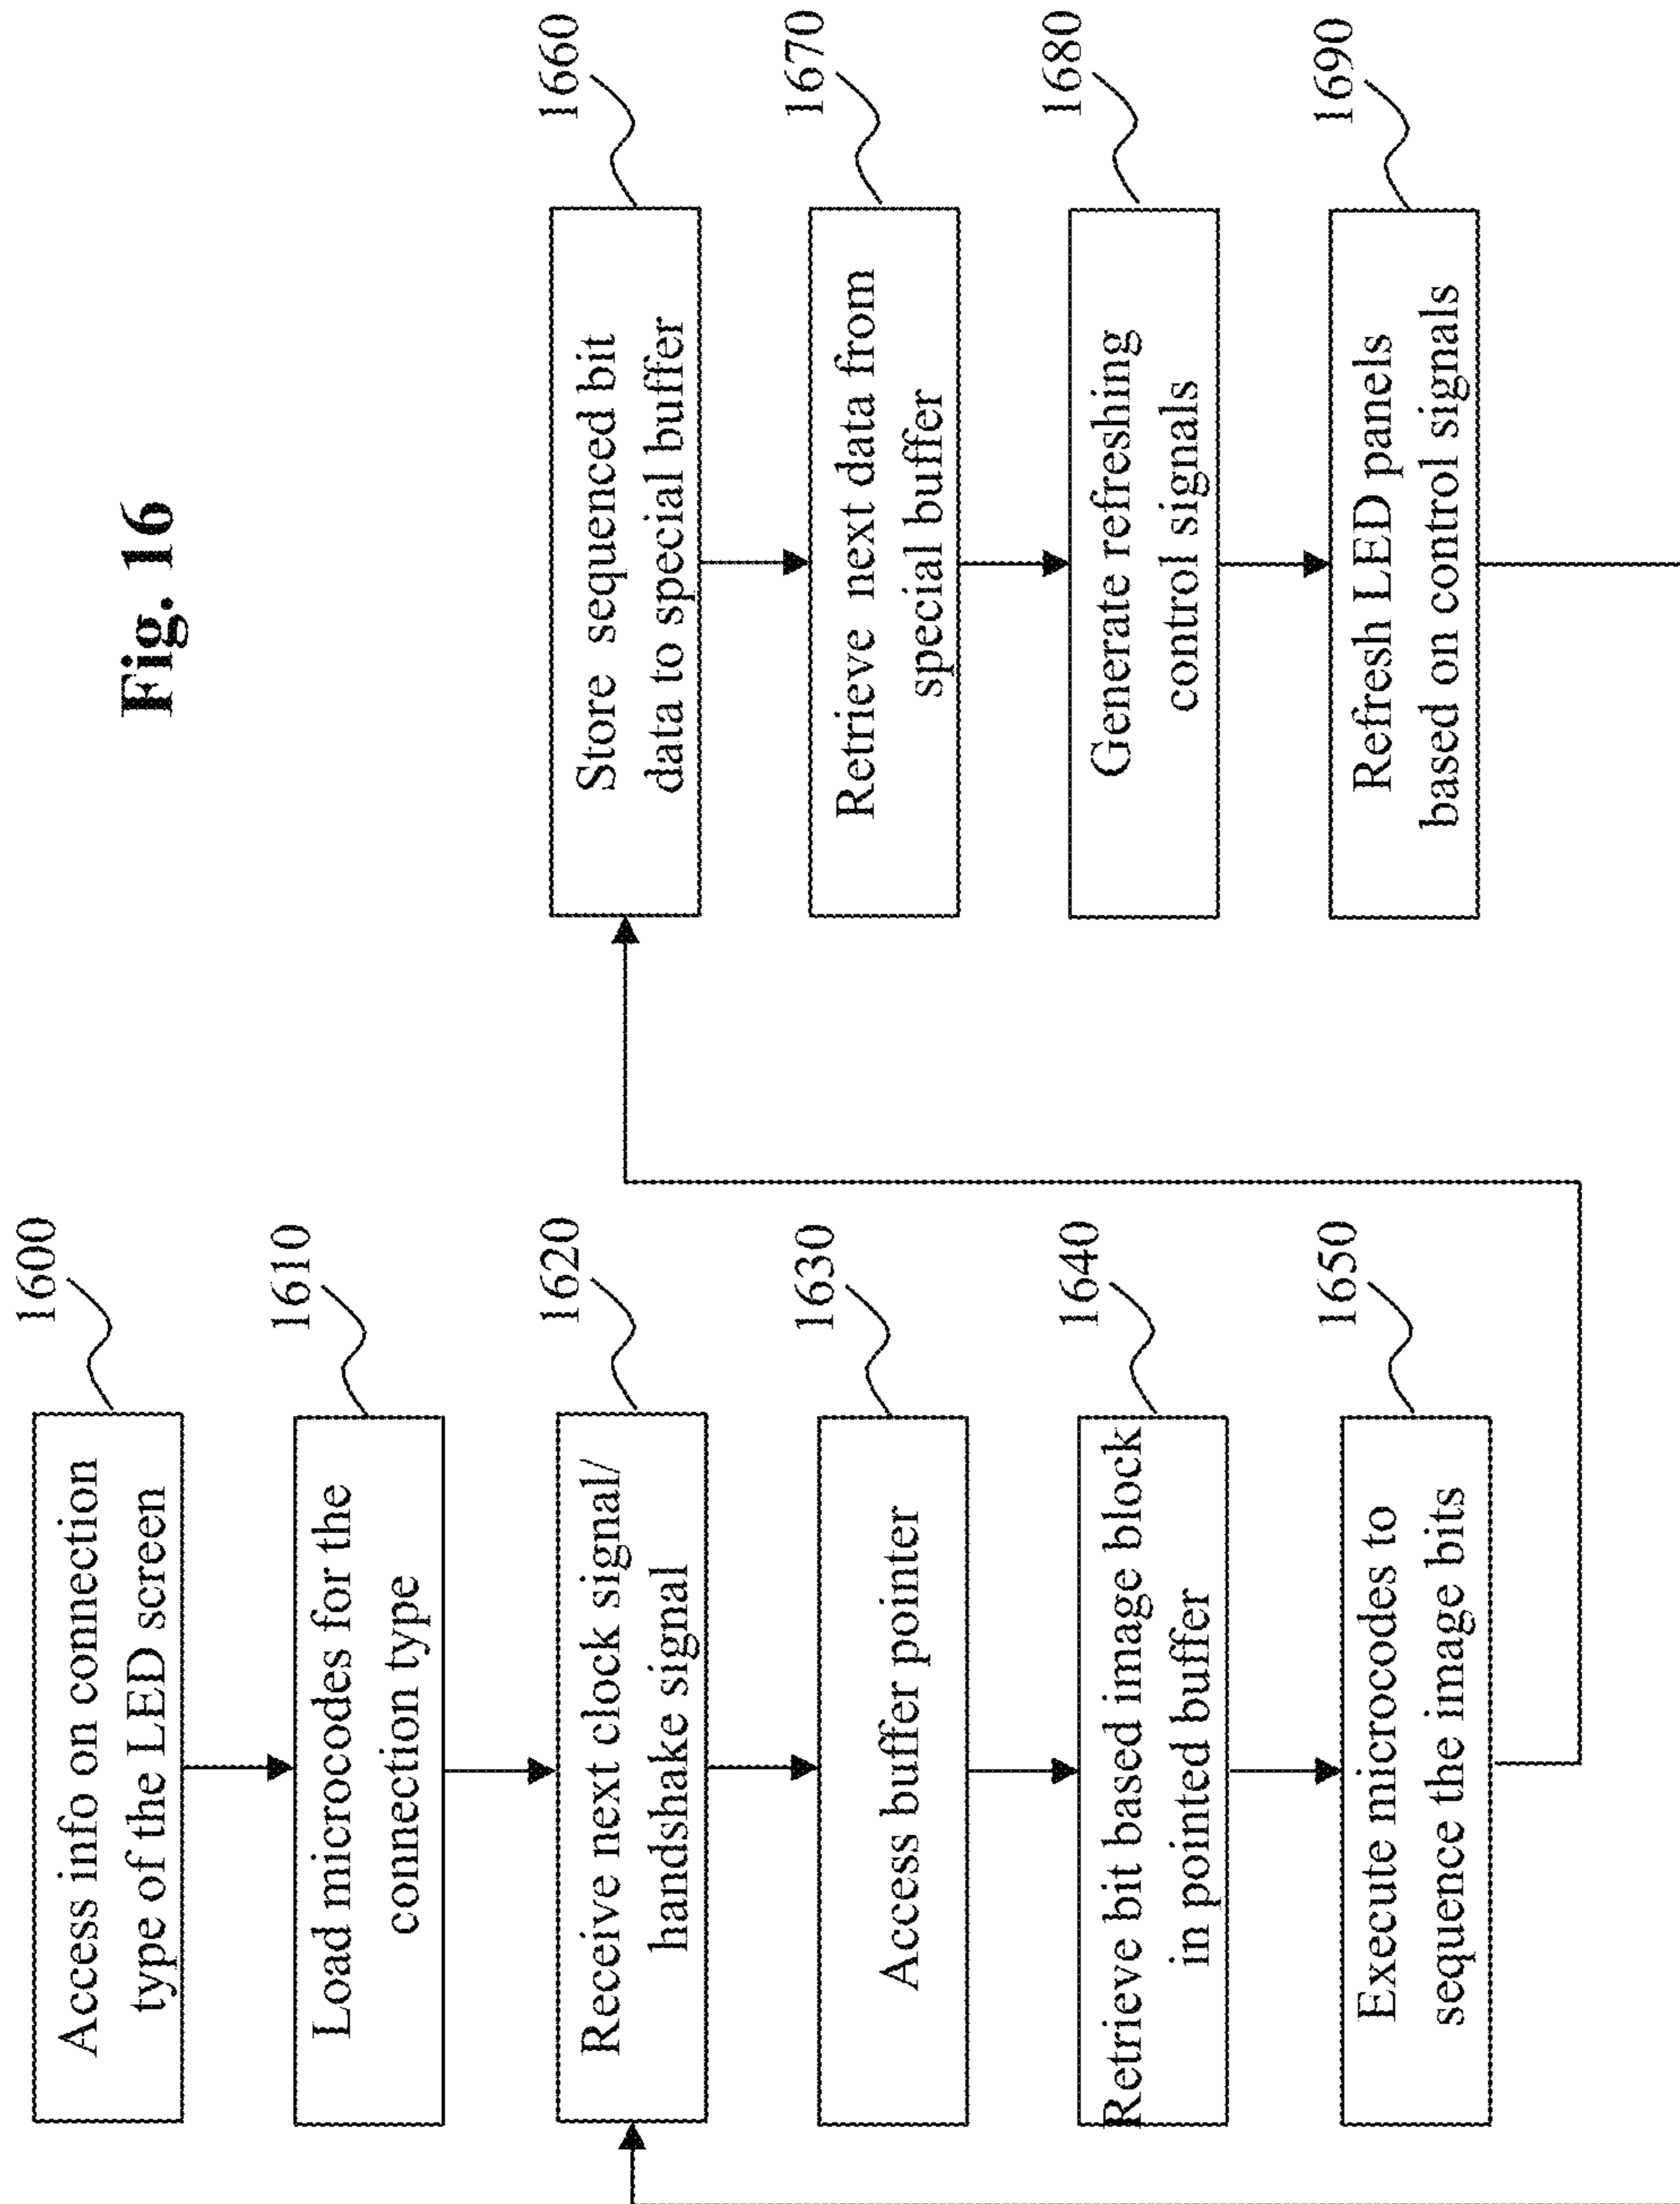 Fig. 16
1600
Access info on connection
type of the LED screen
1610
Load microcodes for the
connection type
1620
Receive next clock signal/
handshake signal
1630
Access buffer pointer
1640
Retrieve bit based image block
in pointed buffer
1650
Execute microcodes to
sequence the image bits
1660
Store sequenced bit
data to special buffer
1670
Retrieve next data from
special buffer
1680
Generate refreshing
control signals
1690
Refresh LED panels
based on control signals